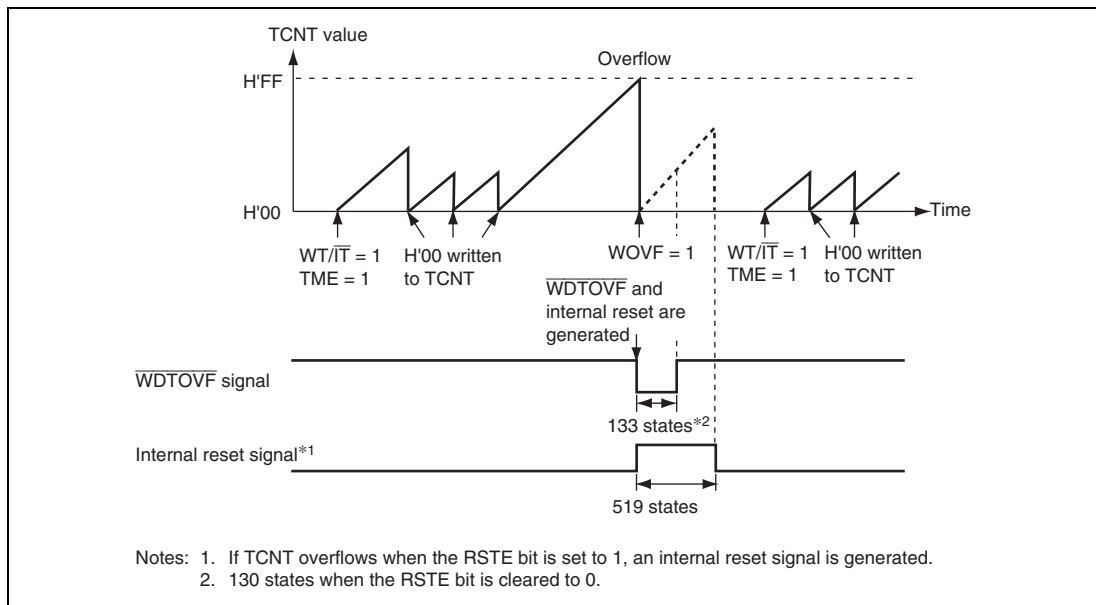 TCNT value
Overflow
H'FF
H'00
Time
WT/IT = 1
TME = 1
H'00 written
to TCNT
WOVF = 1
WT/IT = 1
TME = 1
H'00 written
to TCNT
WDTOVF and
internal reset are
generated
WDTOVF signal
133 states*2
Internal reset signal*1
519 states
Notes: 1. If TCNT overflows when the RSTE bit is set to 1, an internal reset signal is generated.
2. 130 states when the RSTE bit is cleared to 0.